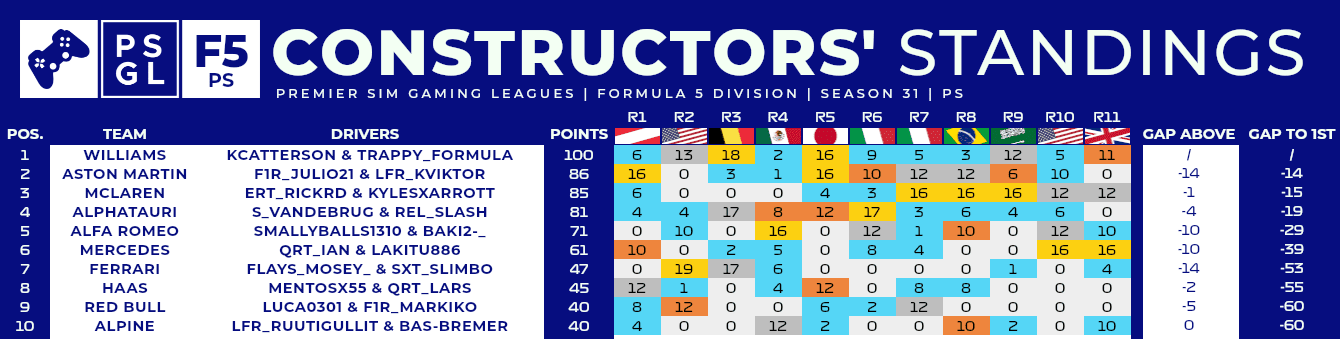 PS GL F5 PS CONSTRUCTORS' STANDINGS
PREMIER SIM GAMING LEAGUES | FORMULA 5 DIVISION | SEASON 31 | PS
R1 R2 R3 R4 R5 R6 R7 R8 R9 R10 R11
POS. TEAM DRIVERS POINTS GAP ABOVE GAP TO 1ST
1 WILLIAMS KCATTERSON & TRAPPY_FORMULA 100 6 13 18 2 16 9 5 3 12 5 11 / /
2 ASTON MARTIN F1R_JULIO21 & LFR_KVIKTOR 86 16 0 3 1 16 10 12 12 6 10 0 -14 -14
3 MCLAREN ERT_RICKRD & KYLESXARROTT 85 6 0 0 0 4 3 16 16 16 12 12 -1 -15
4 ALPHATAURI S_VANDEBRUG & REL_SLASH 81 4 4 17 8 12 17 3 6 4 6 0 -4 -19
5 ALFA ROMEO SMALLYBALLS1310 & BAKI2-_ 71 0 10 0 16 0 12 1 10 0 12 10 -10 -29
6 MERCEDES QRT_IAN & LAKITU886 61 10 0 2 5 0 8 4 0 0 16 16 -10 -39
7 FERRARI FLAYS_MOSEY_ & SXT_SLIMBO 47 0 19 17 6 0 0 0 0 1 0 4 -14 -53
8 HAAS MENTOSX55 & QRT_LARS 45 12 1 0 4 12 0 8 8 0 0 0 -2 -55
9 RED BULL LUCA0301 & F1R_MARKIKO 40 8 12 0 0 6 2 12 0 0 0 0 -5 -60
10 ALPINE LFR_RUUTIGULLIT & BAS-BREMER 40 4 0 0 12 2 0 0 10 2 0 10 0 -60